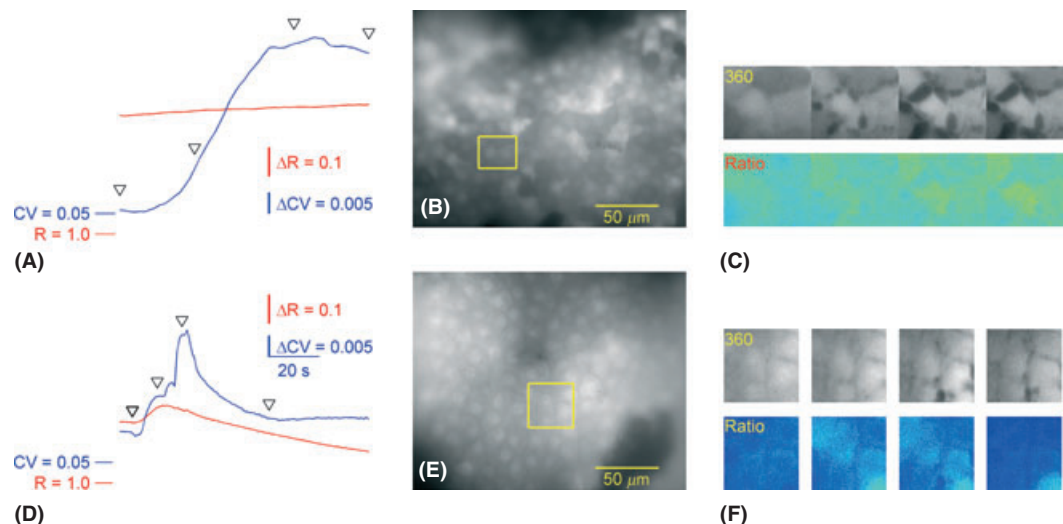 ΔR = 0.1
ΔCV = 0.005
CV = 0.05
R = 1.0
(A)
(B)
50 μm
360
Ratio
(C)
ΔR = 0.1
ΔCV = 0.005
20 s
CV = 0.05
R = 1.0
(D)
(E)
50 μm
360
Ratio
(F)